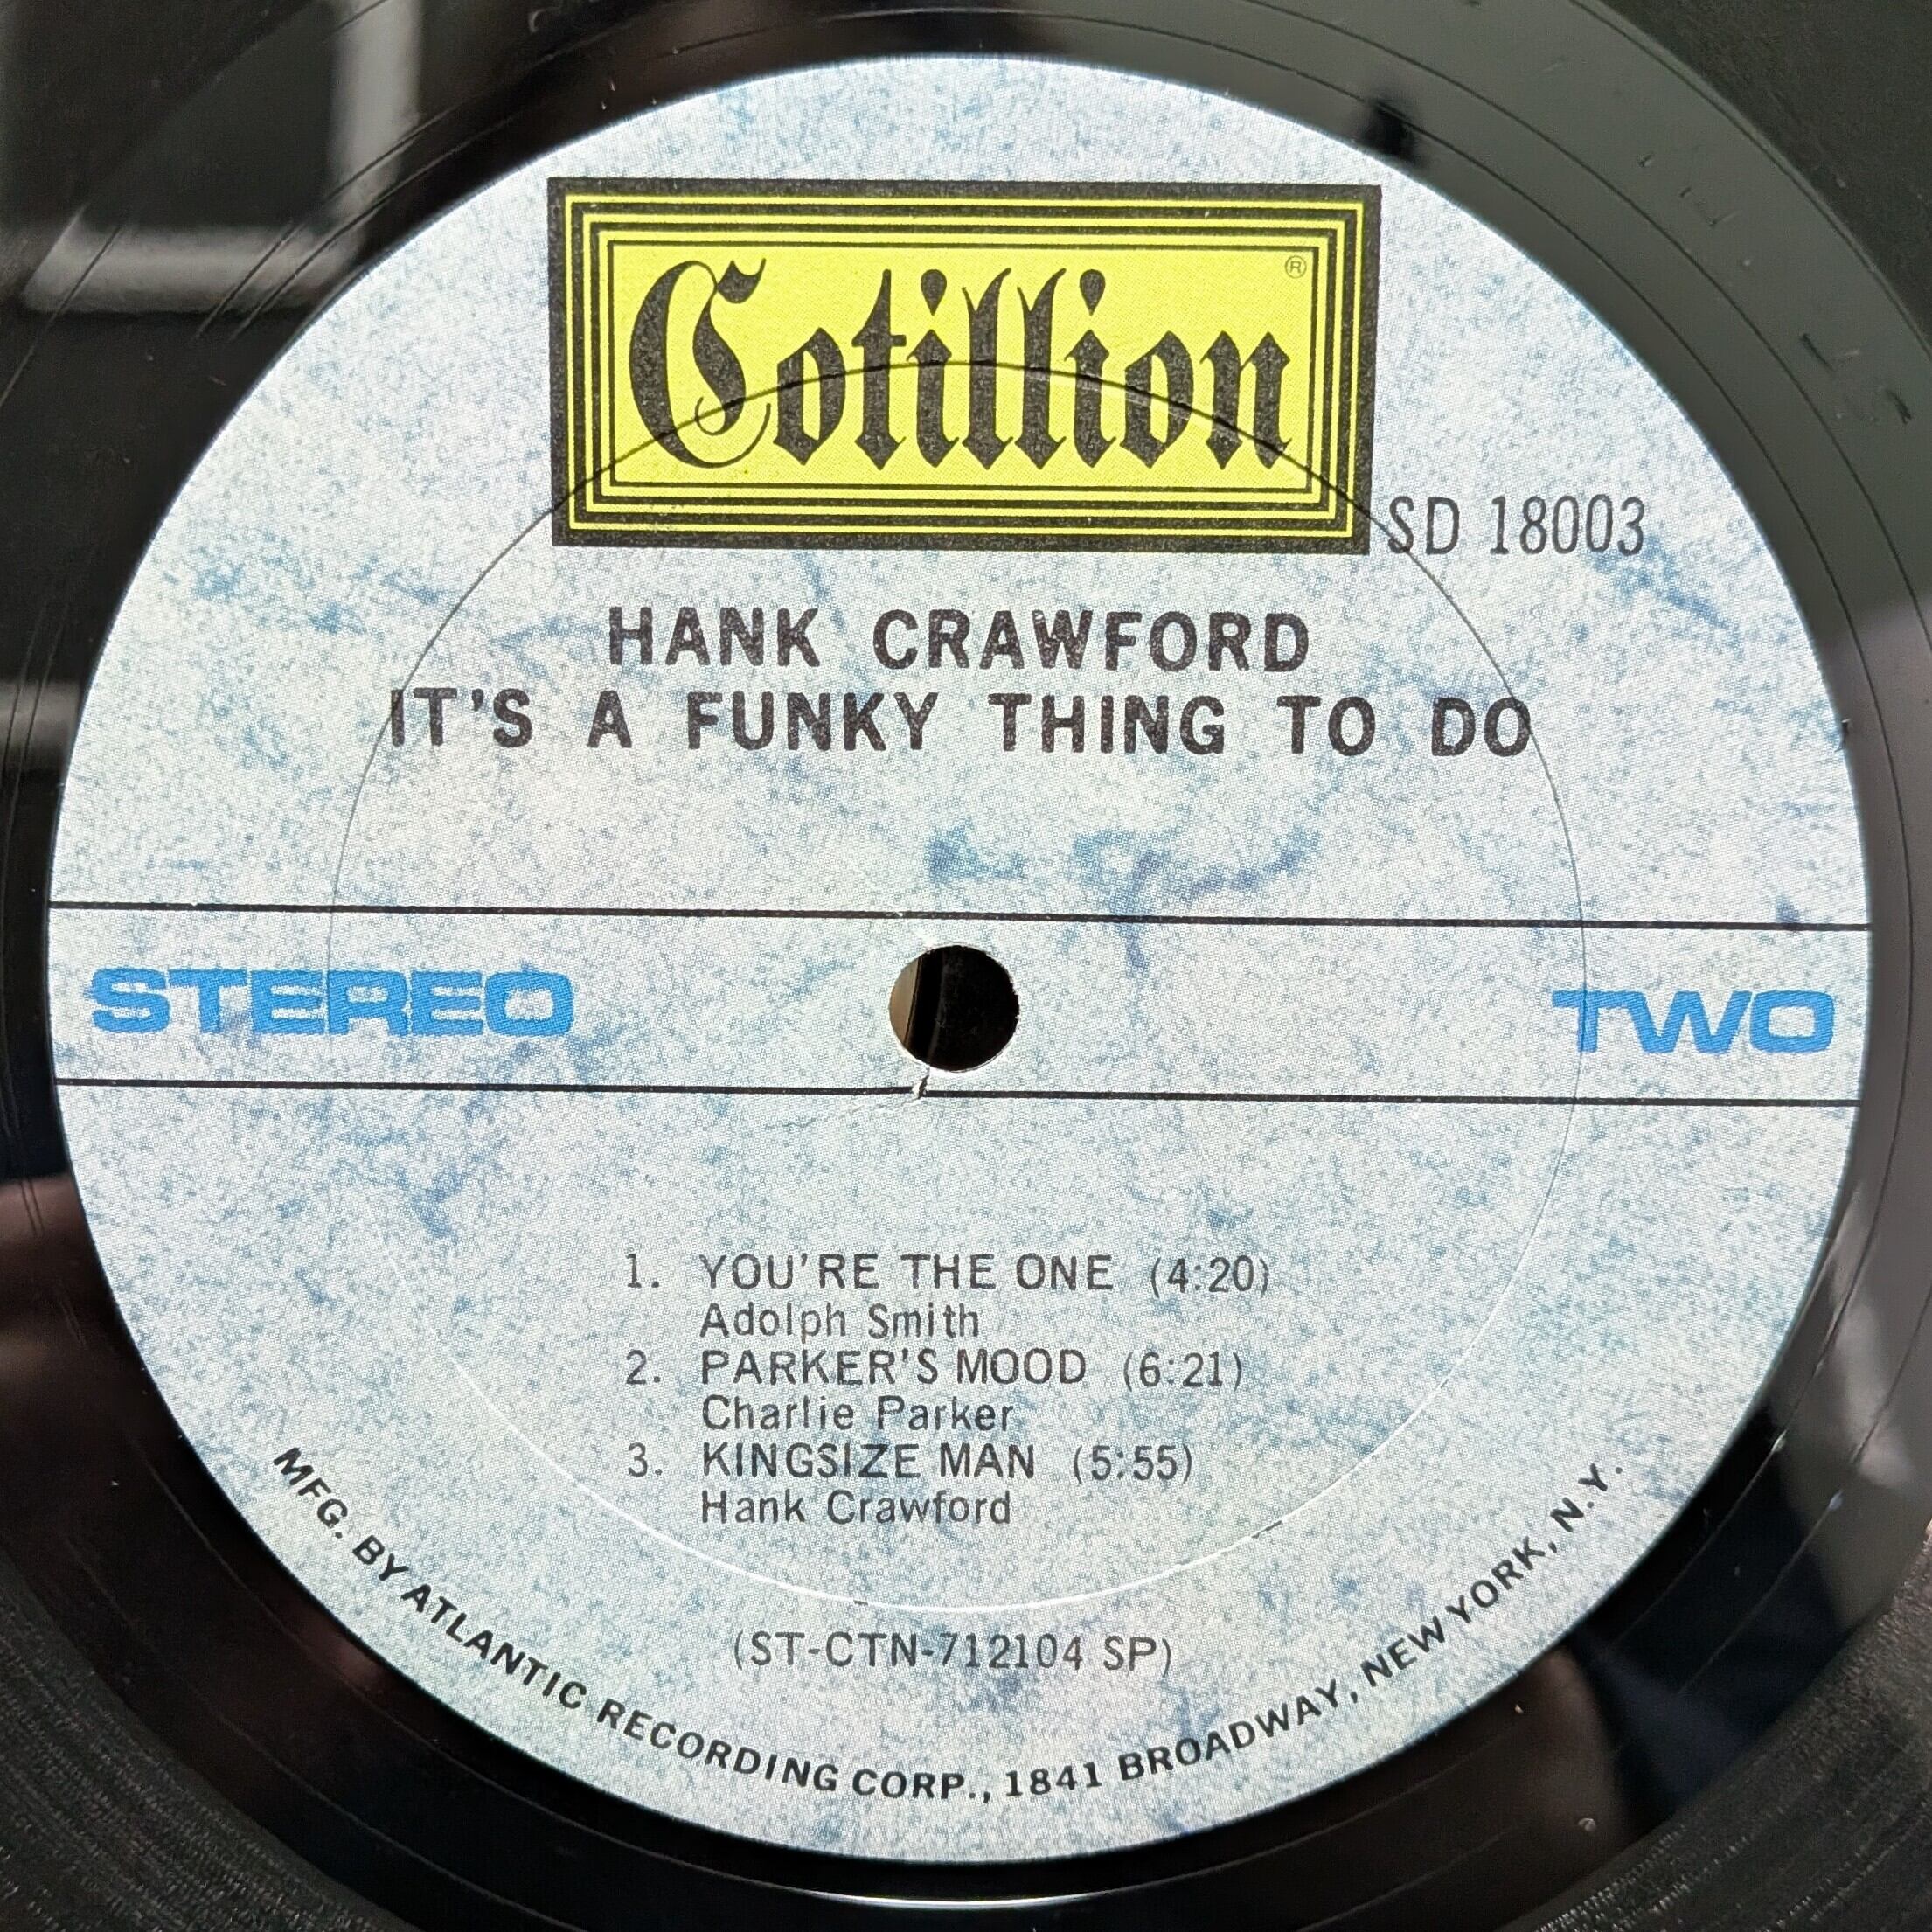 Cotillion ®
SD 18003
HANK CRAWFORD
IT'S A FUNKY THING TO DO
STEREO
TWO
1. YOU'RE THE ONE (4:20)
Adolph Smith
2. PARKER'S MOOD (6:21)
Charlie Parker
3. KINGSIZE MAN (5:55)
Hank Crawford
(ST-CTN-712104 SP)
MFG. BY ATLANTIC RECORDING CORP., 1841 BROADWAY, NEW YORK, N.Y.